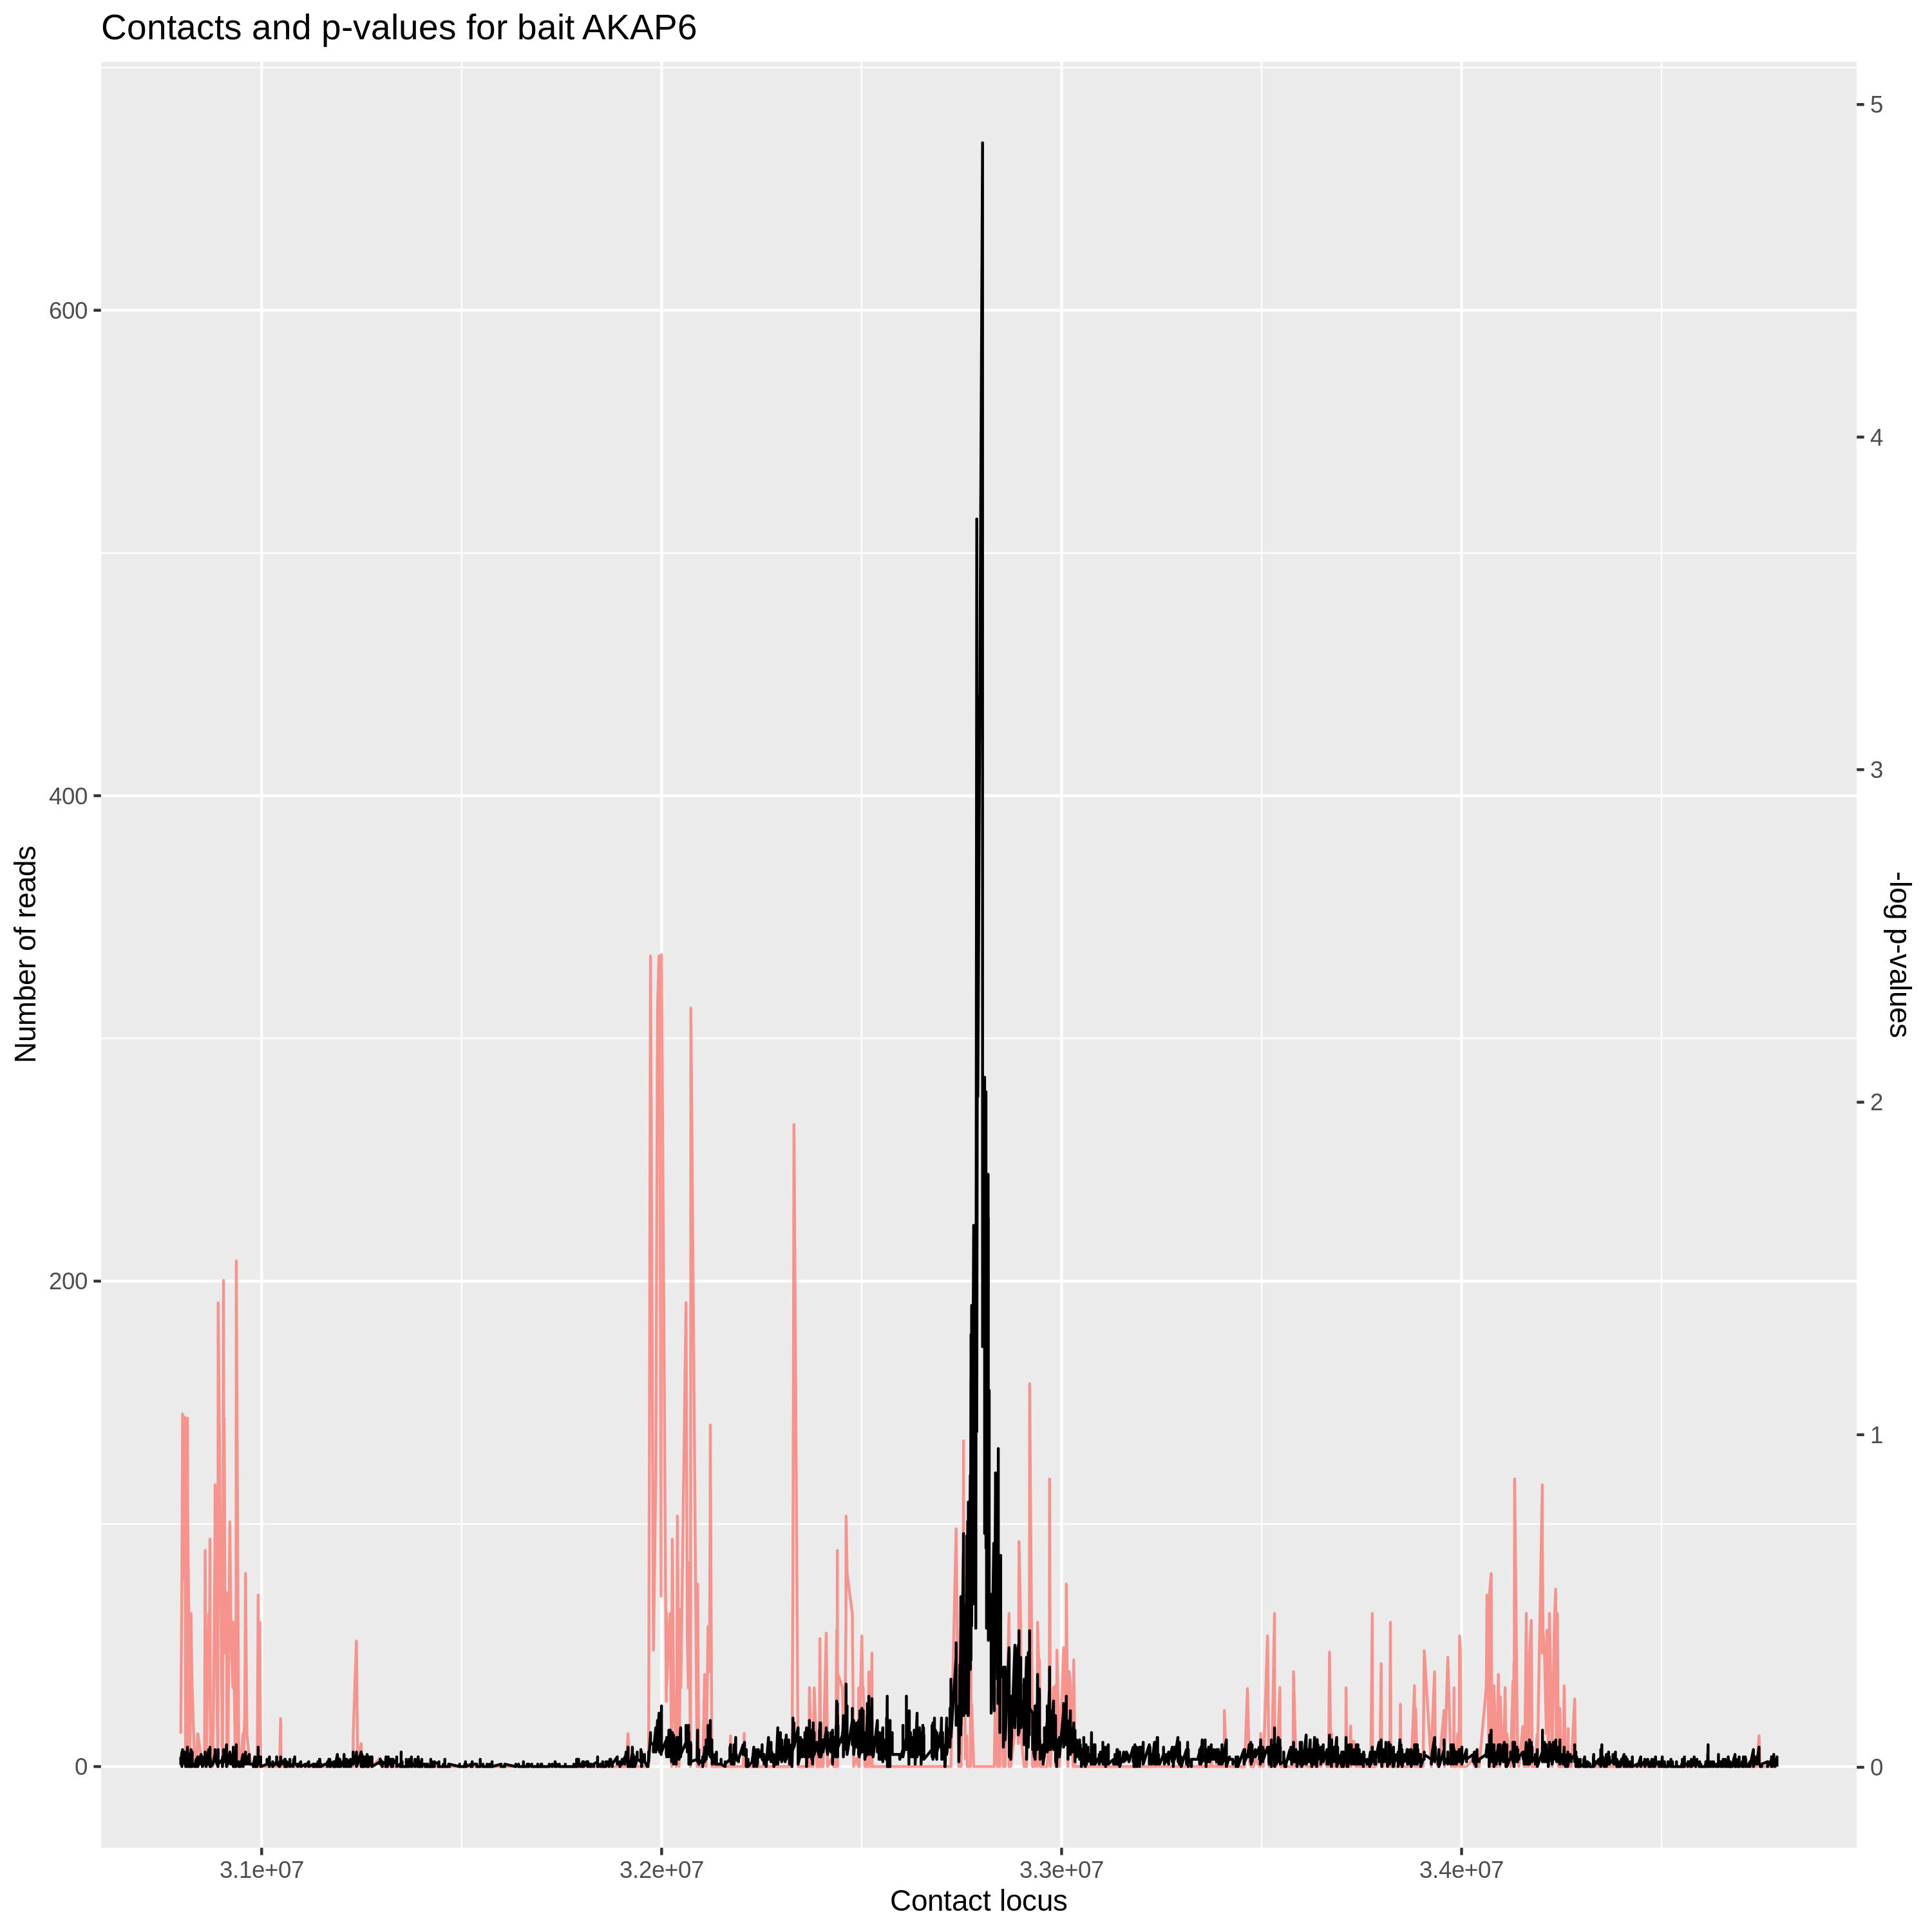 Contacts and p-values for bait AKAP6
Number of reads
600
400
200
0
5
4
3
2
1
0
-log p-values
3.1e+07
3.2e+07
3.3e+07
3.4e+07
Contact locus